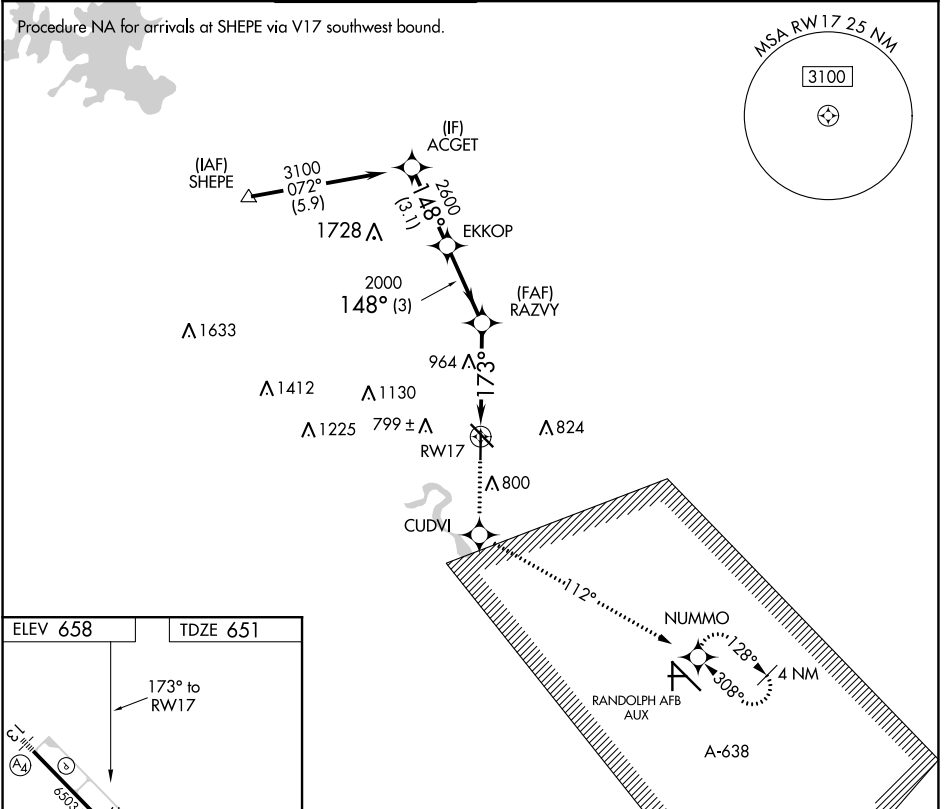 Procedure NA for arrivals at SHEPE via V17 southwest bound.
MSA RW17 25 NM
3100
(IF)
ACGET
(IAF)
SHEPE
3100
072°
(5.9)
2600
148°
(3.1)
1728
EKKOP
2000
148° (3)
(FAF)
RAZVY
1633
964
173°
1412
1130
1225
799 ±
824
RW17
800
CUDVI
112°
NUMMO
128°
4 NM
308°
RANDOLPH AFB
AUX
A-638
ELEV 658
TDZE 651
173° to
RW17
13
A4
P
6503